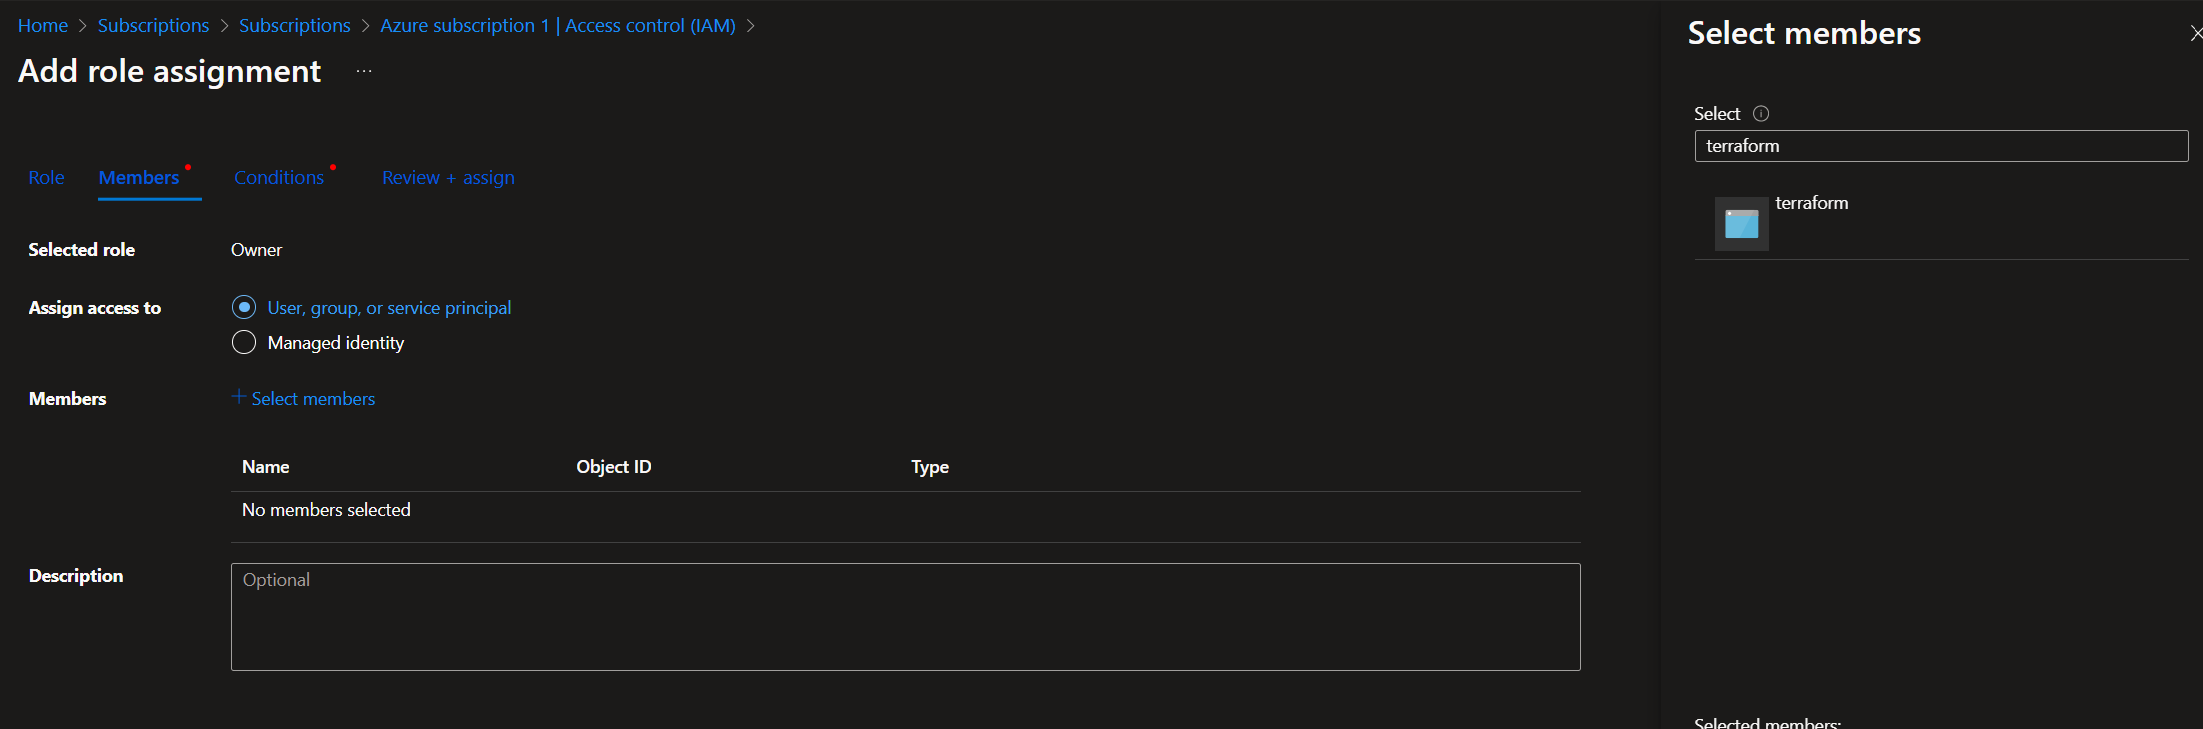 Home > Subscriptions > Subscriptions > Azure subscription 1 | Access control (IAM) >
Add role assignment ...
Role Members Conditions Review + assign
Selected role Owner
Assign access to User, group, or service principal
Managed identity
Members + Select members
Name Object ID Type
No members selected
Description Optional
Select members
Select
terraform
terraform
Selected members: